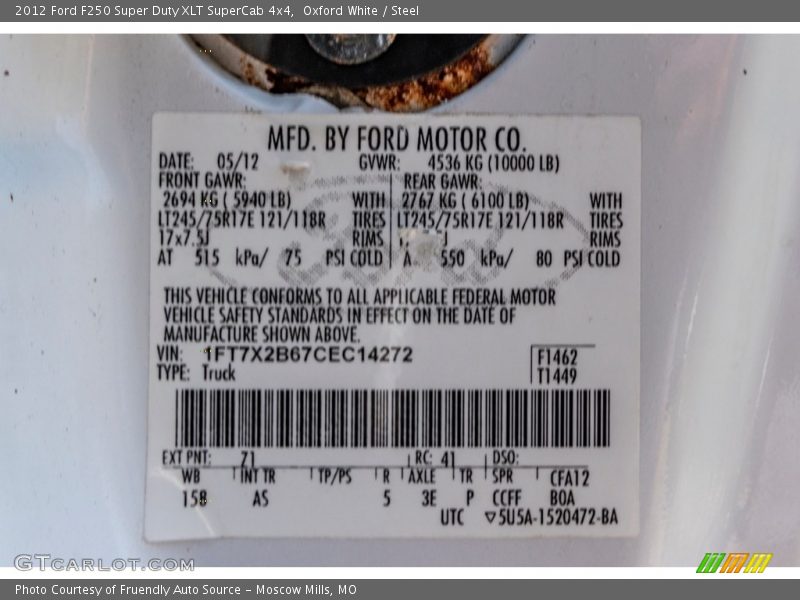 2012 Ford F250 Super Duty XLT SuperCab 4x4,  Oxford White / Steel
MFD. BY FORD MOTOR CO.
DATE: 05/12 GVWR: 4536 KG (10000 LB)
FRONT GAWR: REAR GAWR:
2694 KG ( 5940 LB) WITH 2767 KG ( 6100 LB) WITH
LT245/75R17E 121/118R TIRES LT245/75R17E 121/118R TIRES
17x7.5J RIMS J RIMS
AT 515 kPa/ 75 PSI COLD A 550 kPa/ 80 PSI COLD
THIS VEHICLE CONFORMS TO ALL APPLICABLE FEDERAL MOTOR
VEHICLE SAFETY STANDARDS IN EFFECT ON THE DATE OF
MANUFACTURE SHOWN ABOVE.
VIN: 1FT7X2B67CEC14272 F1462
TYPE: Truck T1449
EXT PNT: Z1 RC: 41 DSO:
WB INT TR TP/PS R AXLE TR SPR CFA12
158 AS 5 3E P CCFF BOA
UTC ▽5U5A-1520472-BA
GTCARLOT.COM
Photo Courtesy of Fruendly Auto Source – Moscow Mills, MO